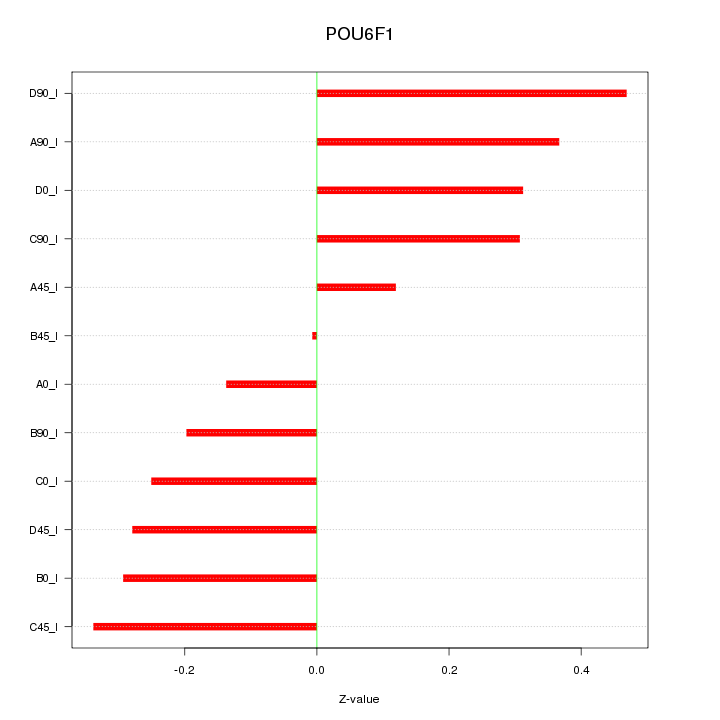 POU6F1
D90_I
A90_I
D0_I
C90_I
A45_I
B45_I
A0_I
B90_I
C0_I
D45_I
B0_I
C45_I
-0.2 0.0 0.2 0.4
Z-value